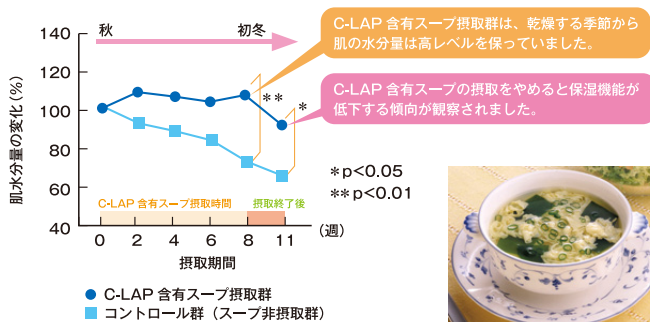 140
120
100
80
60
40
肌水分量の変化(%)
秋
初冬
**
*
C-LAP 含有スープ摂取群は、乾燥する季節から
肌の水分量は高レベルを保っていました。
C-LAP 含有スープの摂取をやめると保湿機能が
低下する傾向が観察されました。
*p<0.05
**p<0.01
C-LAP 含有スープ摂取時間
摂取終了後
0
2
4
6
8
11
(週)
摂取期間
C-LAP 含有スープ摂取群
コントロール群(スープ非摂取群)